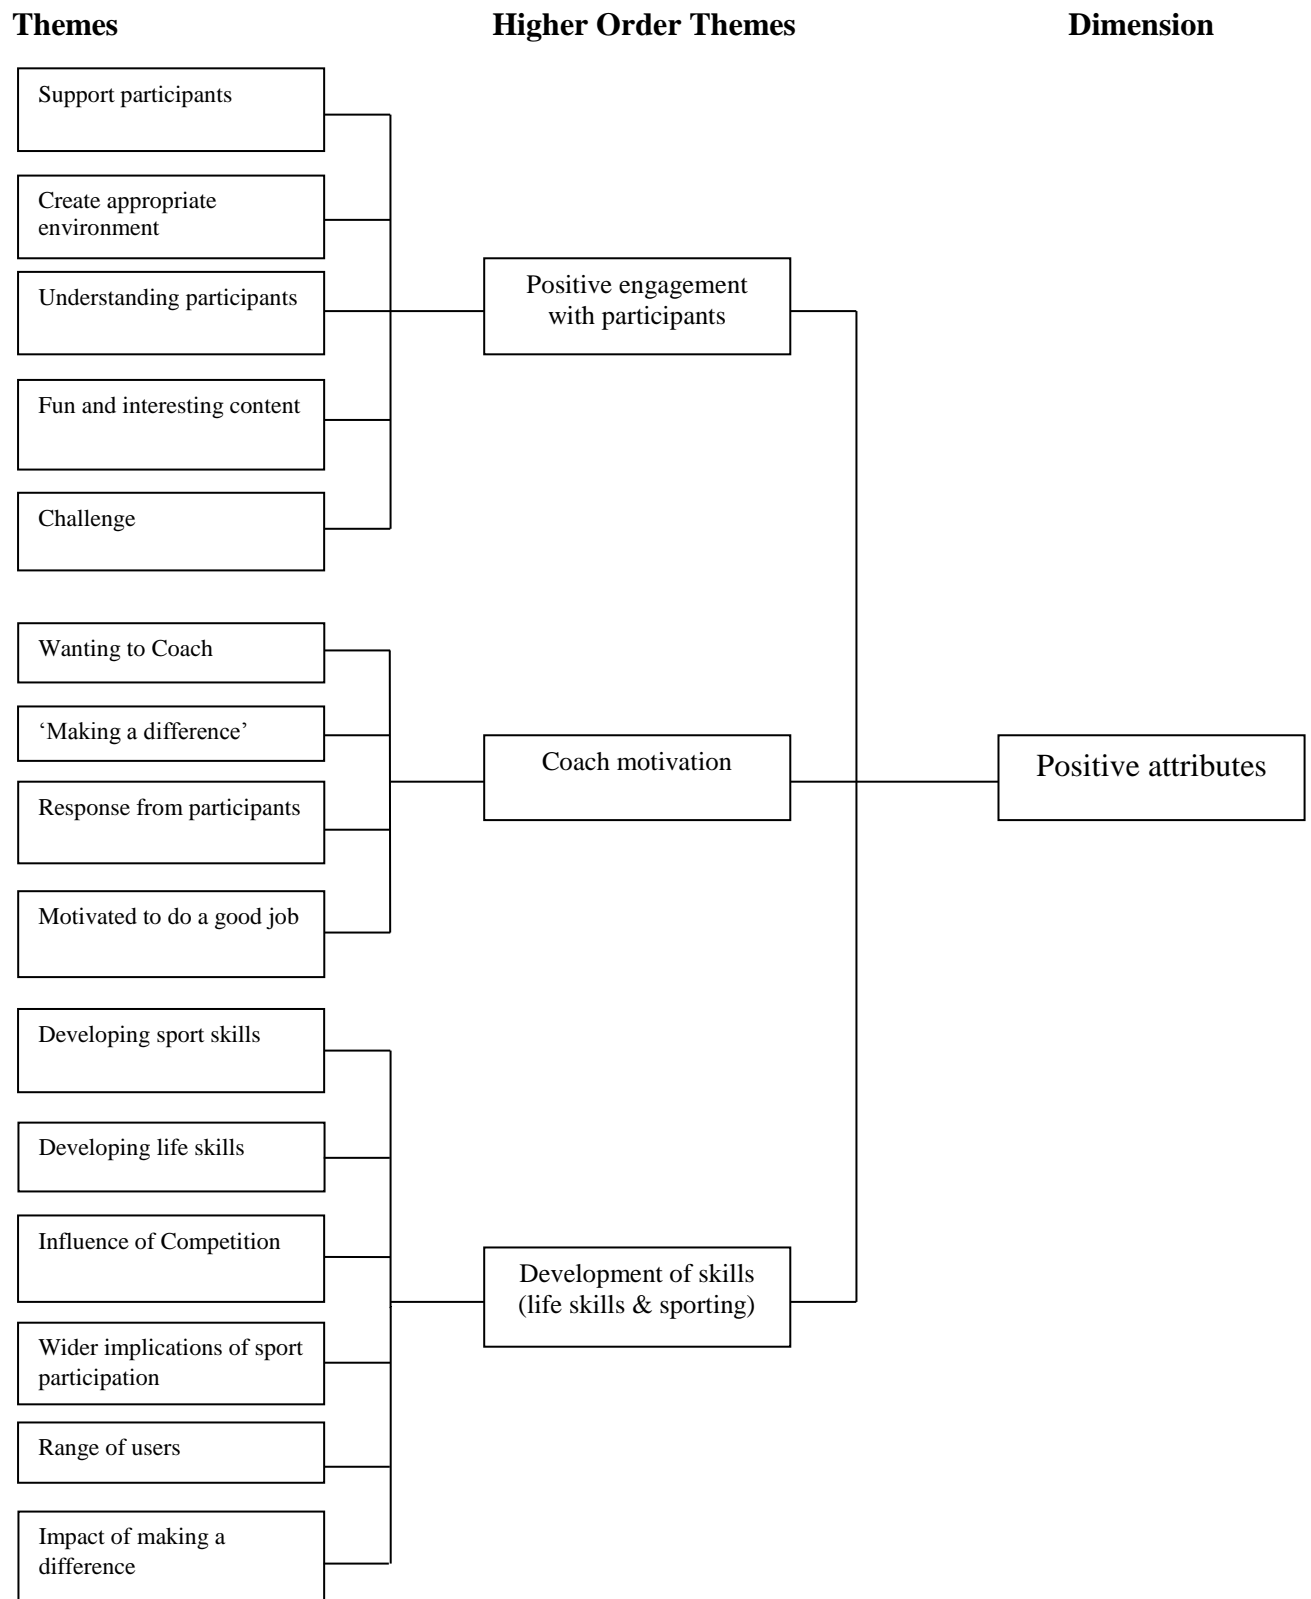 Themes
Higher Order Themes
Dimension
Support participants
Create appropriate
environment
Understanding participants
Fun and interesting content
Challenge
Positive engagement
with participants
Wanting to Coach
‘Making a difference’
Response from participants
Motivated to do a good job
Coach motivation
Positive attributes
Developing sport skills
Developing life skills
Influence of Competition
Wider implications of sport
participation
Range of users
Impact of making a
difference
Development of skills
(life skills & sporting)